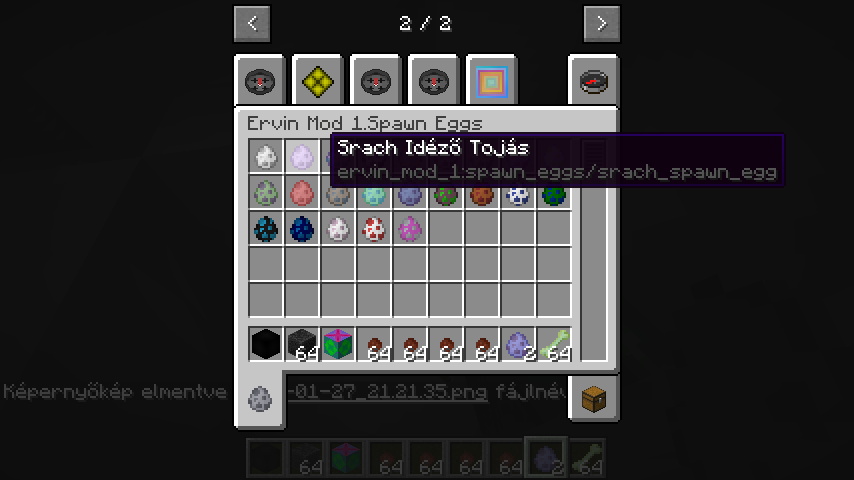 <
2 / 2
>
Ervin Mod 1.Spawn Eggs
Srach Idéző Tojás
ervin_mod_1:spawn_eggs/srach_spawn_egg
64
64
64
64
64
2
64
Képernyőkép elmentve
-01-27_21.21.35.png fájlnév
64
64
64
64
64
2
64